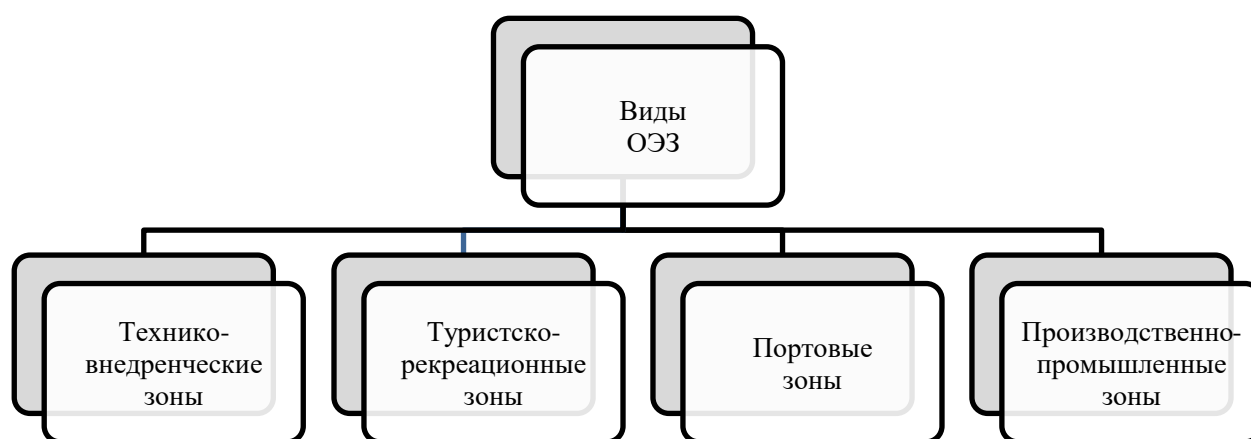 Виды
ОЭЗ
Технико-
внедренческие
зоны
Туристско-
рекреационные
зоны
Портовые
зоны
Производственно-
промышленные
зоны